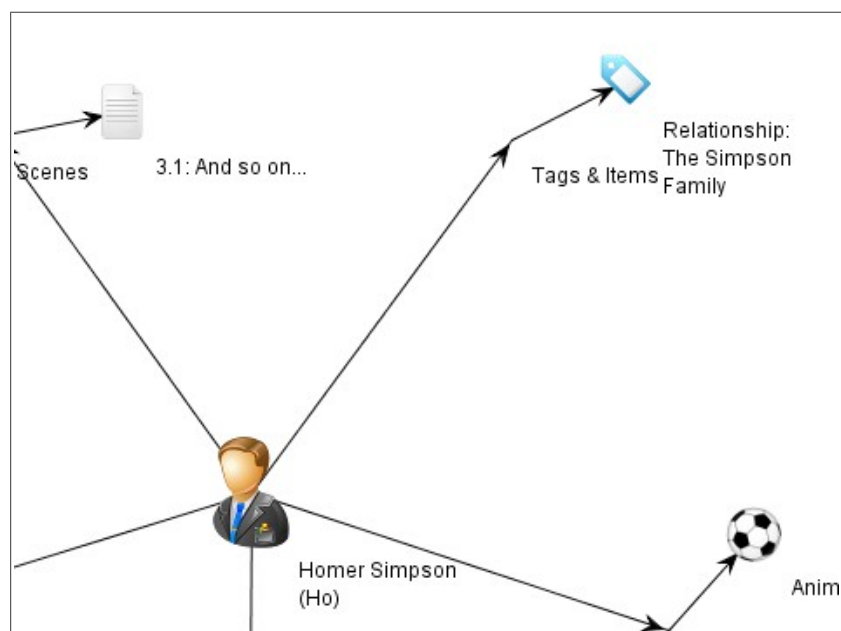 Scenes
3.1: And so on...
Tags & Items
Relationship:
The Simpson
Family
Homer Simpson
(Ho)
Anim